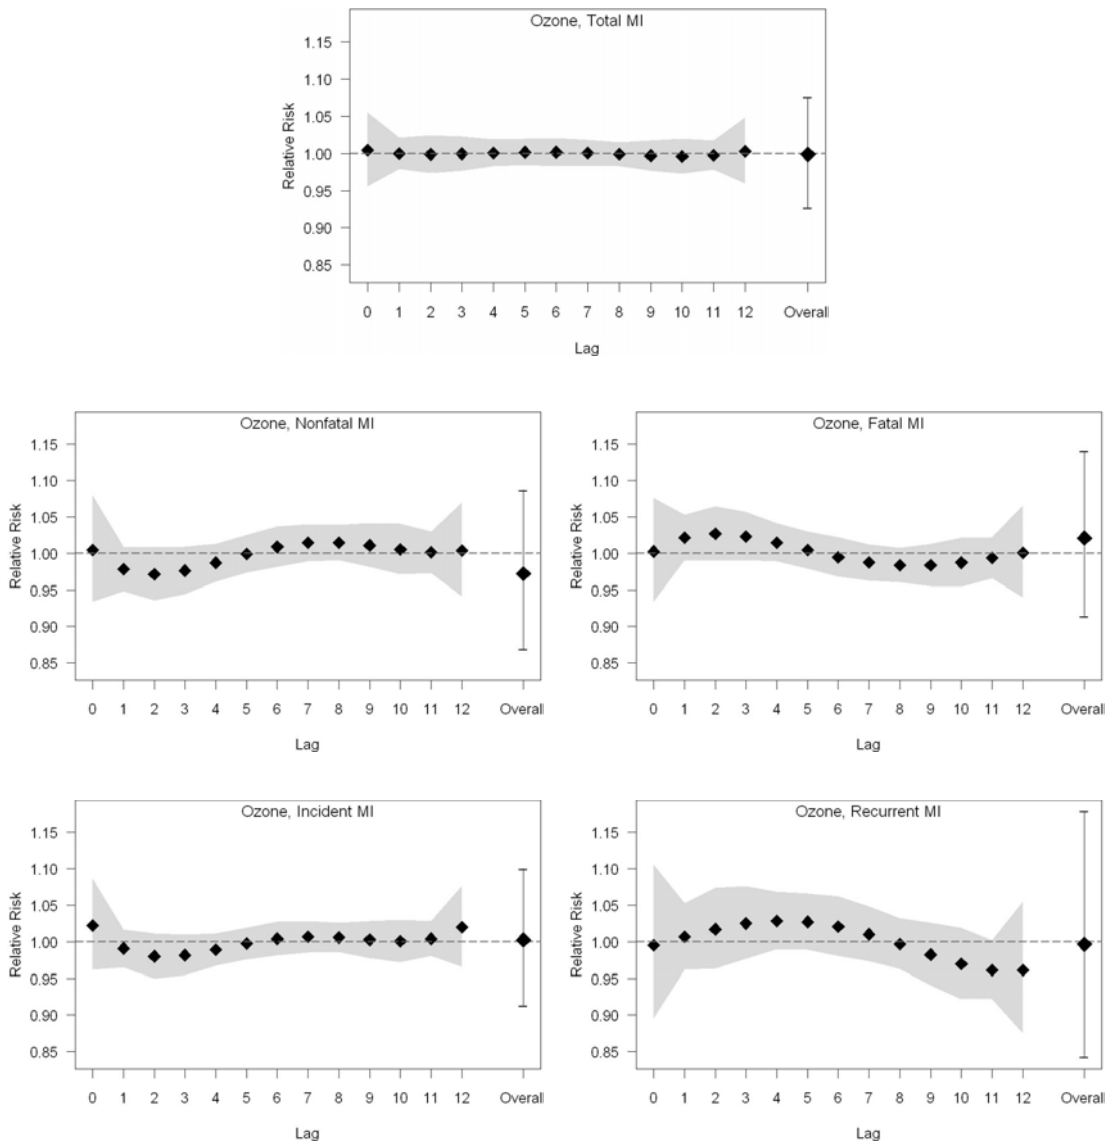 Ozone, Total MI
Relative Risk
1.15
1.10
1.05
1.00
0.95
0.90
0.85
0 1 2 3 4 5 6 7 8 9 10 11 12 Overall
Lag
Ozone, Nonfatal MI
Relative Risk
1.15
1.10
1.05
1.00
0.95
0.90
0.85
0 1 2 3 4 5 6 7 8 9 10 11 12 Overall
Lag
Ozone, Fatal MI
Relative Risk
1.15
1.10
1.05
1.00
0.95
0.90
0.85
0 1 2 3 4 5 6 7 8 9 10 11 12 Overall
Lag
Ozone, Incident MI
Relative Risk
1.15
1.10
1.05
1.00
0.95
0.90
0.85
0 1 2 3 4 5 6 7 8 9 10 11 12 Overall
Lag
Ozone, Recurrent MI
Relative Risk
1.15
1.10
1.05
1.00
0.95
0.90
0.85
0 1 2 3 4 5 6 7 8 9 10 11 12 Overall
Lag